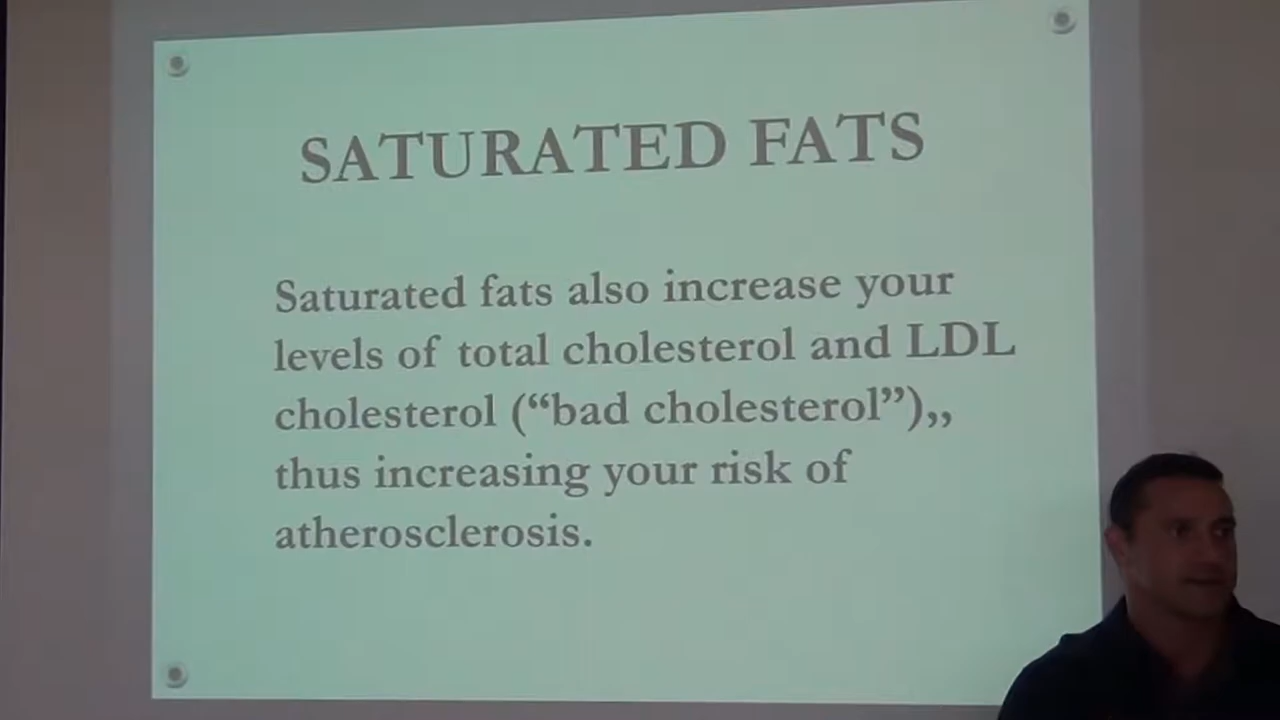 SATURATED FATS
Saturated fats also increase your
levels of total cholesterol and LDL
cholesterol (“bad cholesterol”),,
thus increasing your risk of
atherosclerosis.